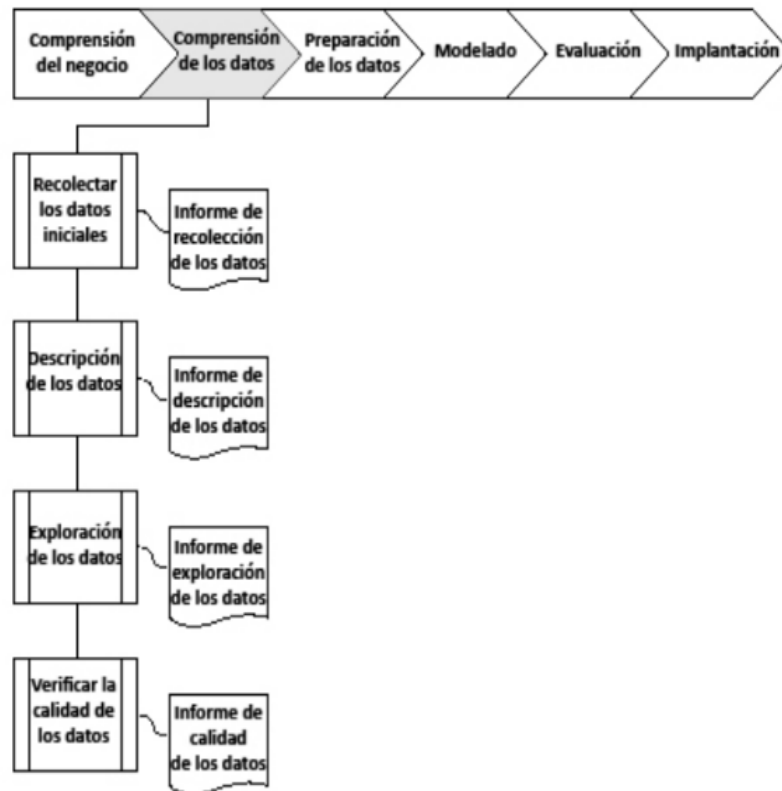 Comprensión
del negocio
Comprensión
de los datos
Preparación
de los datos
Modelado
Evaluación
Implantación
Recolectar
los datos
iniciales
Informe de
recolección
de los datos
Descripción
de los datos
Informe de
descripción
de los datos
Exploración
de los datos
Informe de
exploración
de los datos
Verificar la
calidad de
los datos
Informe de
calidad
de los datos